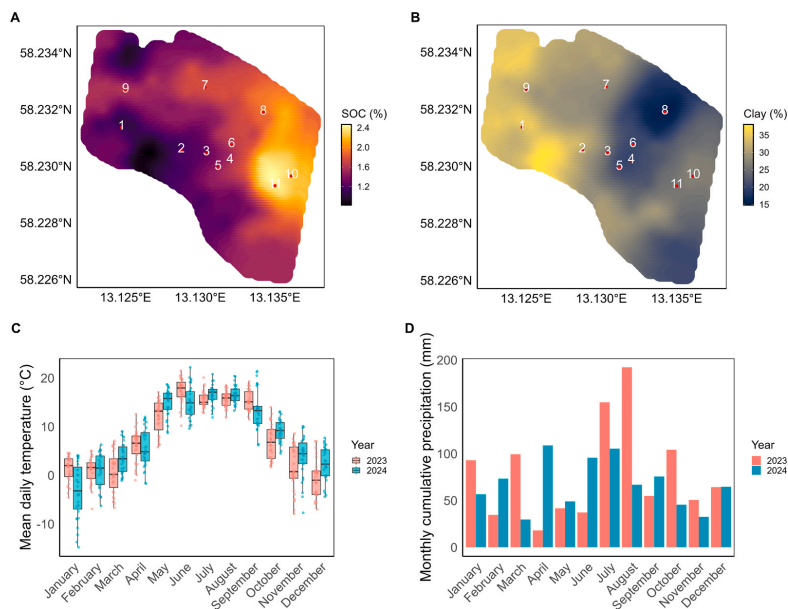 A
58.234°N
58.232°N
58.230°N
58.228°N
58.226°N
13.125°E
13.130°E
13.135°E
9
7
8
1
2
3
6
4
5
10
11
SOC (%)
2.4
2.0
1.6
1.2
B
58.234°N
58.232°N
58.230°N
58.228°N
58.226°N
13.125°E
13.130°E
13.135°E
9
7
8
1
2
3
6
4
5
10
11
Clay (%)
35
30
25
20
15
C
Mean daily temperature (°C)
20
10
0
-10
January
February
March
April
May
June
July
August
September
October
November
December
Year
2023
2024
D
Monthly cumulative precipitation (mm)
200
150
100
50
0
January
February
March
April
May
June
July
August
September
October
November
December
Year
2023
2024